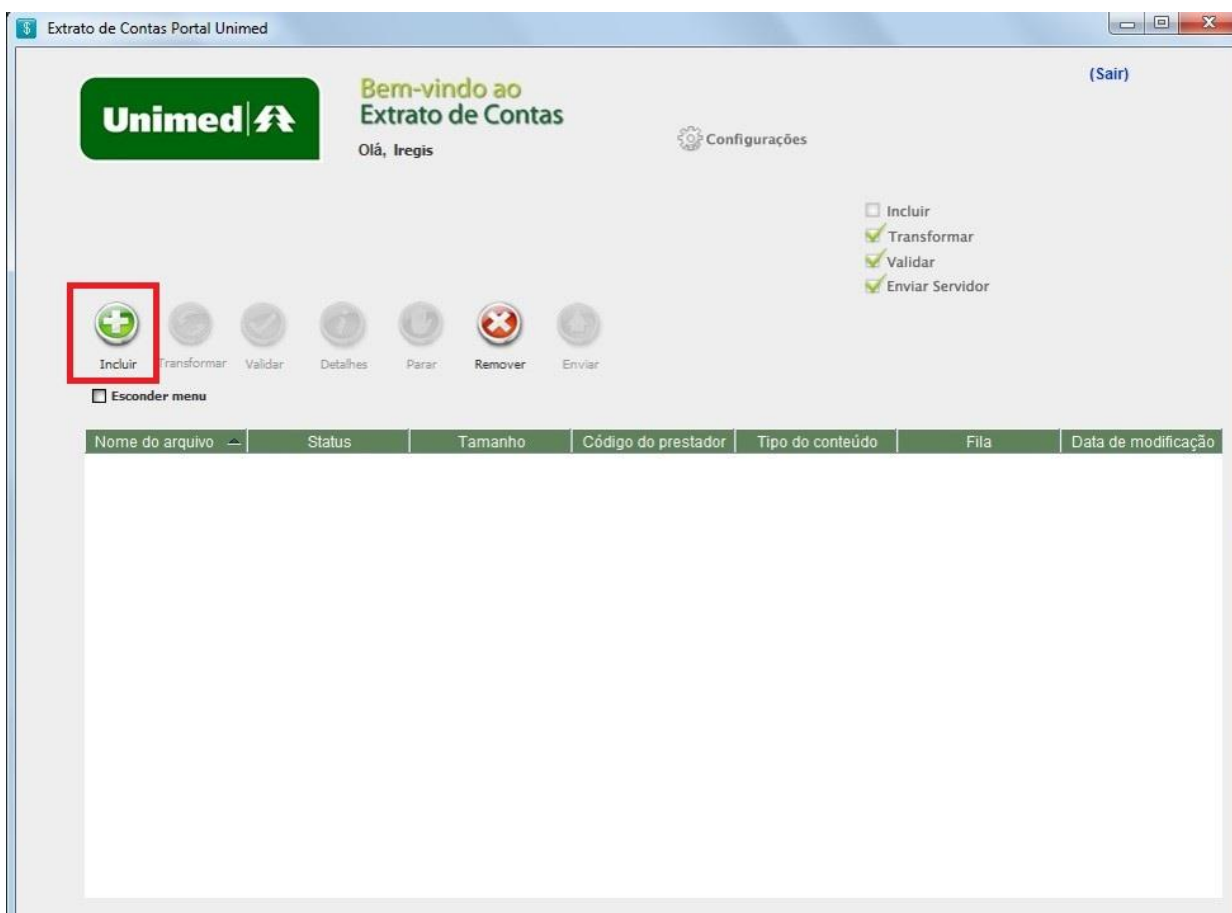 Extrato de Contas Portal Unimed
(Sair)
Unimed
Bem-vindo ao
Extrato de Contas
Olá, Iregis
Configurações
Incluir
Transformar
Validar
Enviar Servidor
Incluir Transformar Validar Detalhes Parar Remover Enviar
Esconder menu
Nome do arquivo Status Tamanho Código do prestador Tipo do conteúdo Fila Data de modificação